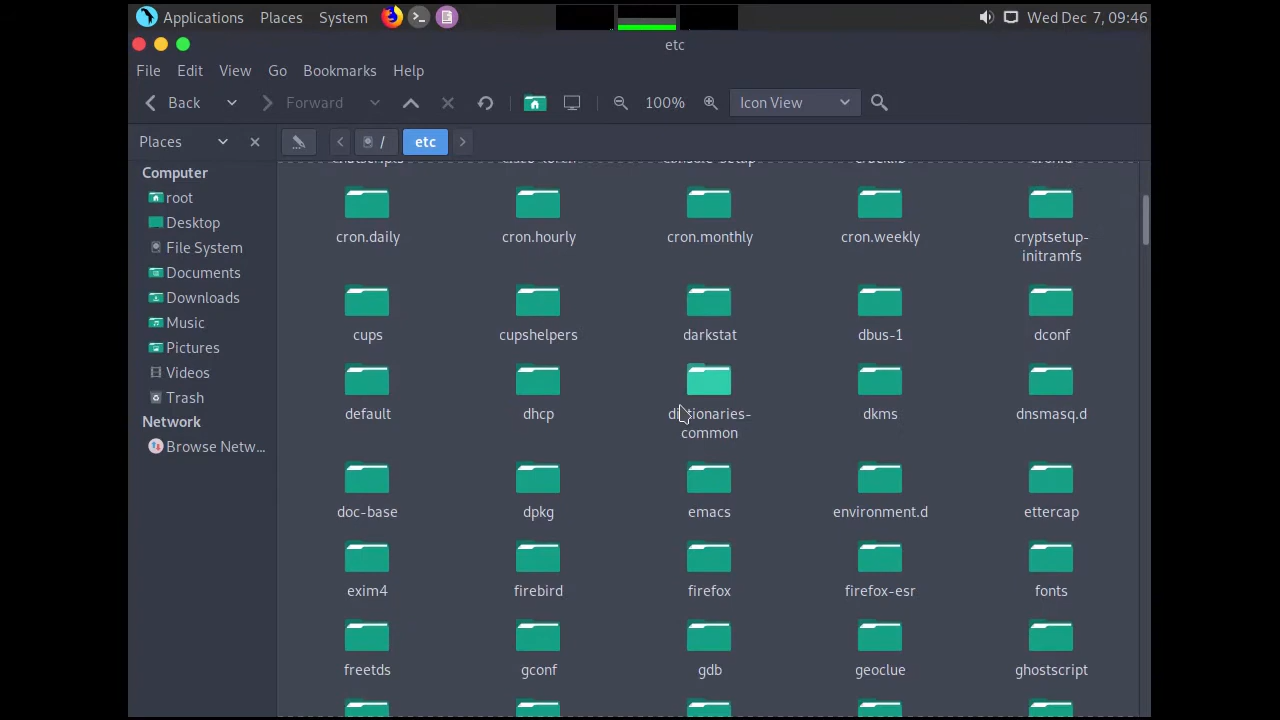 Applications Places System Wed Dec 7, 09:46
etc
File Edit View Go Bookmarks Help
Back Forward 100% Icon View
Places / etc
Computer
root
Desktop
File System
Documents
Downloads
Music
Pictures
Videos
Trash
Network
Browse Netw...
cron.daily cron.hourly cron.monthly cron.weekly cryptsetup-
initramfs
cups cupshelpers darkstat dbus-1 dconf
default dhcp dictionaries- dkms dnsmasq.d
common
doc-base dpkg emacs environment.d ettercap
exim4 firebird firefox firefox-esr fonts
freetds gconf gdb geoclue ghostscript